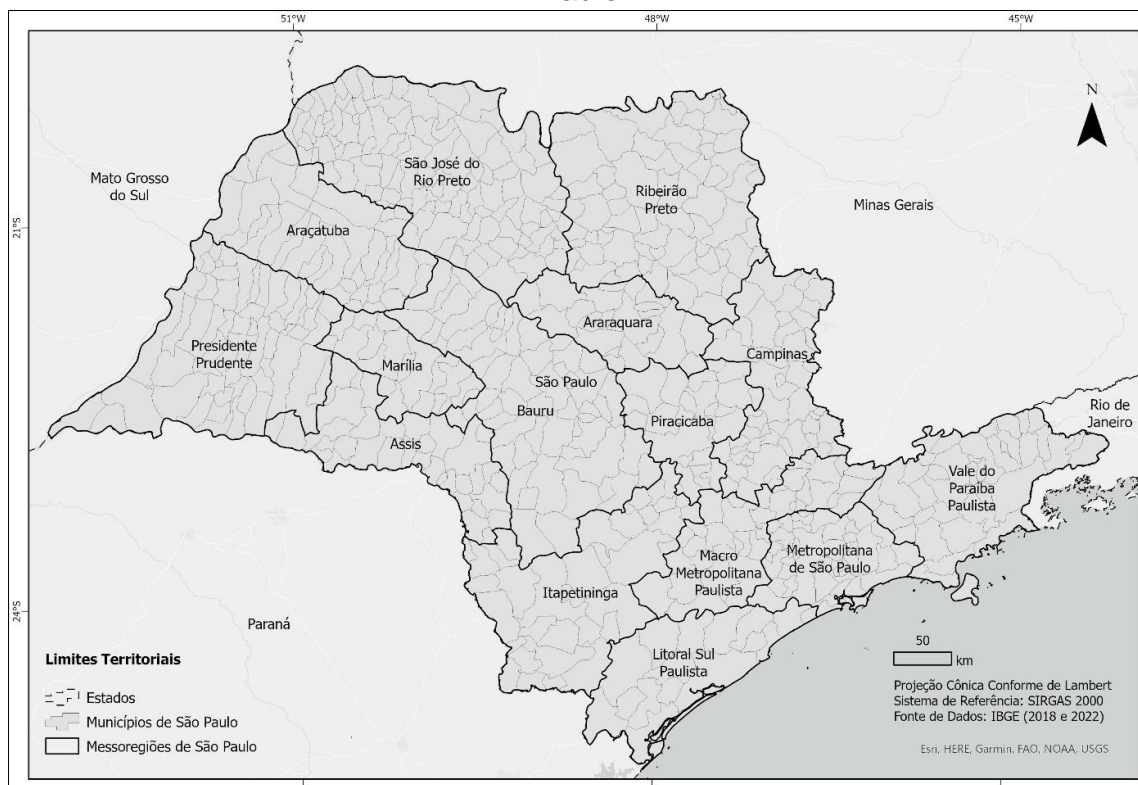 51°W
48°W
45°W
N
São José do
Rio Preto
Ribeirão
Preto
Mato Grosso
do Sul
Minas Gerais
21°S
Araçatuba
Araraquara
Presidente
Prudente
Marília
Campinas
São Paulo
Bauru
Piracicaba
Rio de
Janeiro
Assis
Vale do
Paraíba
Paulista
Macro
Metropolitana
Paulista
Metropolitana
de São Paulo
Itapetininga
24°S
Paraná
Litoral Sul
Paulista
50
km
Limites Territoriais
Estados
Municípios de São Paulo
Messoregiões de São Paulo
Projeção Cônica Conforme de Lambert
Sistema de Referência: SIRGAS 2000
Fonte de Dados: IBGE (2018 e 2022)
Esri, HERE, Garmin, FAO, NOAA, USGS